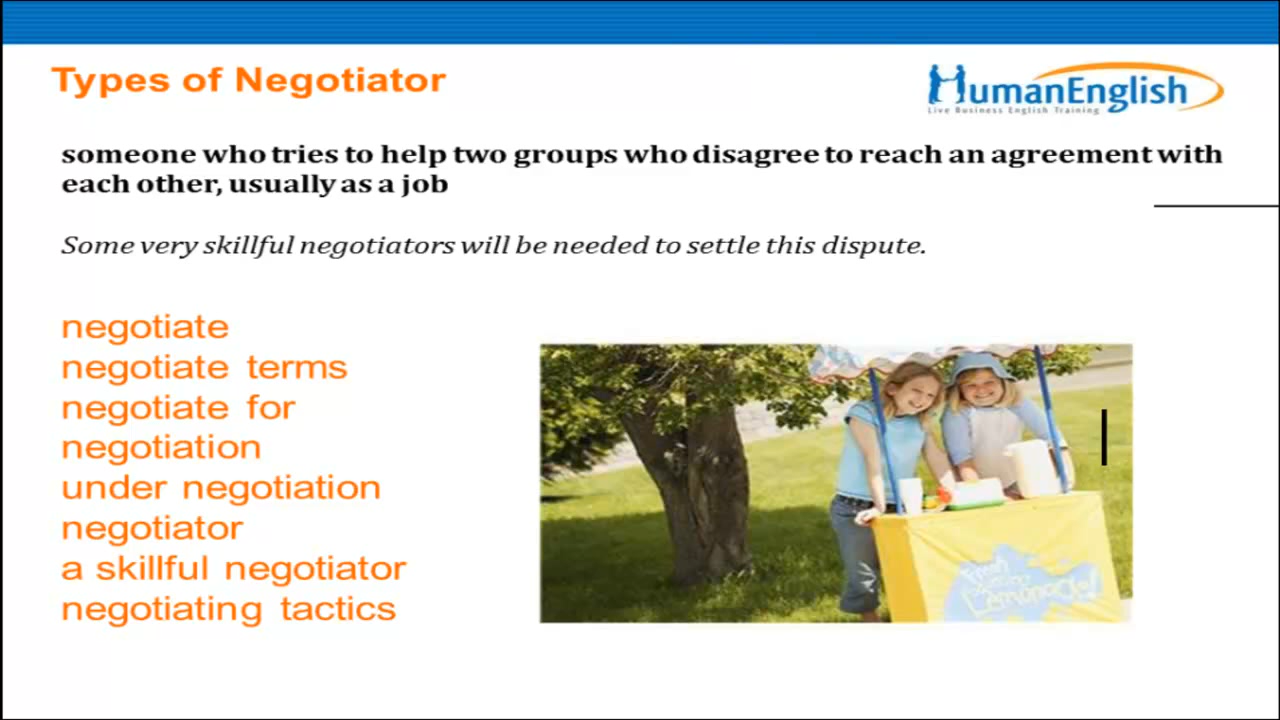 Types of Negotiator
HumanEnglish
Live Business English Training
someone who tries to help two groups who disagree to reach an agreement with
each other, usually as a job
Some very skillful negotiators will be needed to settle this dispute.
negotiate
negotiate terms
negotiate for
negotiation
under negotiation
negotiator
a skillful negotiator
negotiating tactics
Fresh
Lemonade!